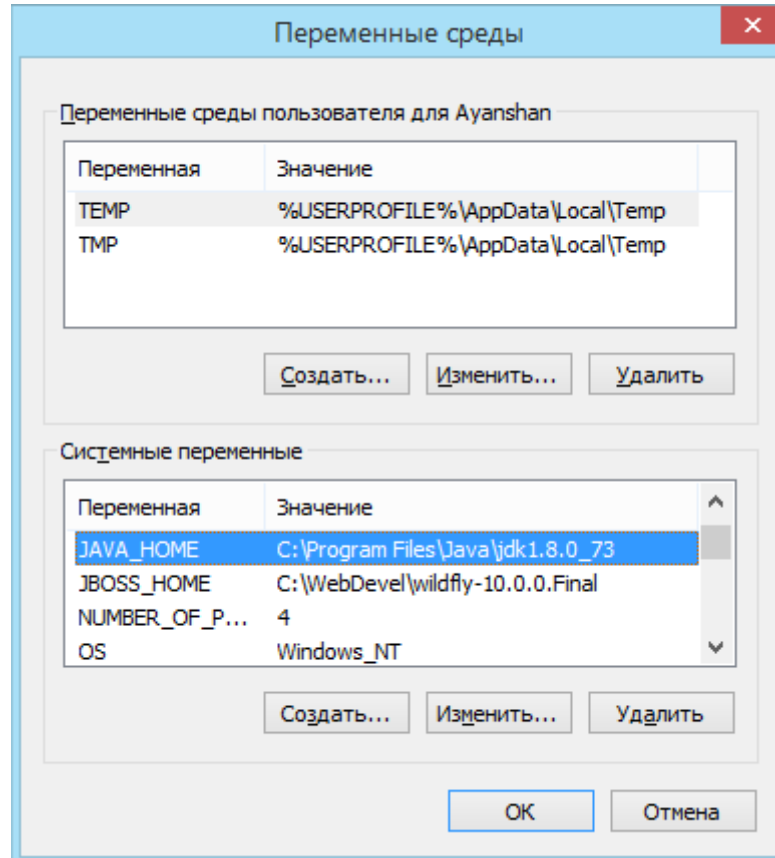 Переменные среды
Переменные среды пользователя для Ayanshan
Переменная Значение
TEMP %USERPROFILE%\AppData\Local\Temp
TMP %USERPROFILE%\AppData\Local\Temp
Создать... Изменить... Удалить
Системные переменные
Переменная Значение
JAVA_HOME C:\Program Files\Java\jdk1.8.0_73
JBOSS_HOME C:\WebDevel\wildfly-10.0.0.Final
NUMBER_OF_P... 4
OS Windows_NT
Создать... Изменить... Удалить
ОК Отмена